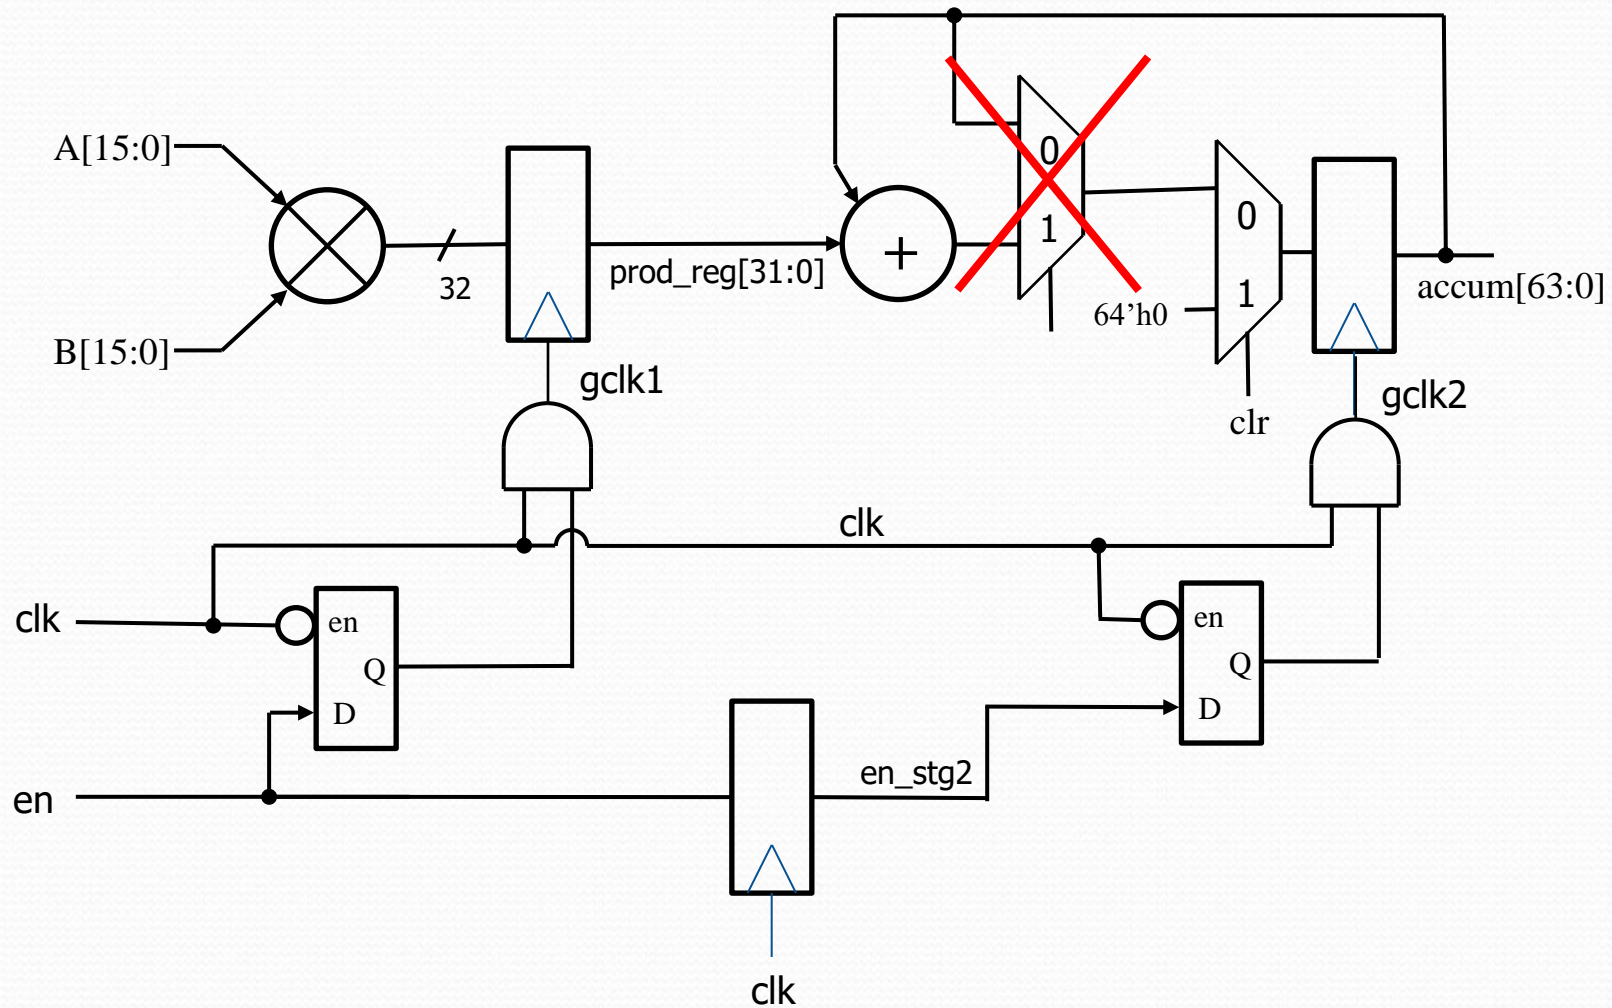 A[15:0]
B[15:0]
32
prod_reg[31:0]
+
0
1
64’h0
0
1
clr
accum[63:0]
gclk1
gclk2
clk
clk
en
Q
D
en
Q
D
en
en_stg2
clk